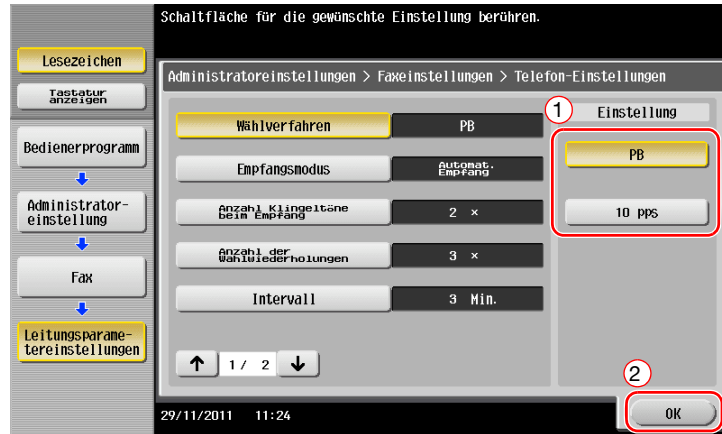 Schaltfläche für die gewünschte Einstellung berühren.
Lesezeichen
Tastatur
anzeigen
Bedienerprogramm
Administrator-
einstellung
Fax
Leitungsparame-
tereinstellungen
Administratoreinstellungen > Faxeinstellungen > Telefon-Einstellungen
Wählverfahren PB
Empfangsmodus Automat.
Empfang
Anzahl Klingeltöne
beim Empfang 2 ×
Anzahl der
Wahlwiederholungen 3 ×
Intervall 3 Min.
↑ 1/ 2 ↓
1 Einstellung
PB
10 pps
2
OK
29/11/2011 11:24